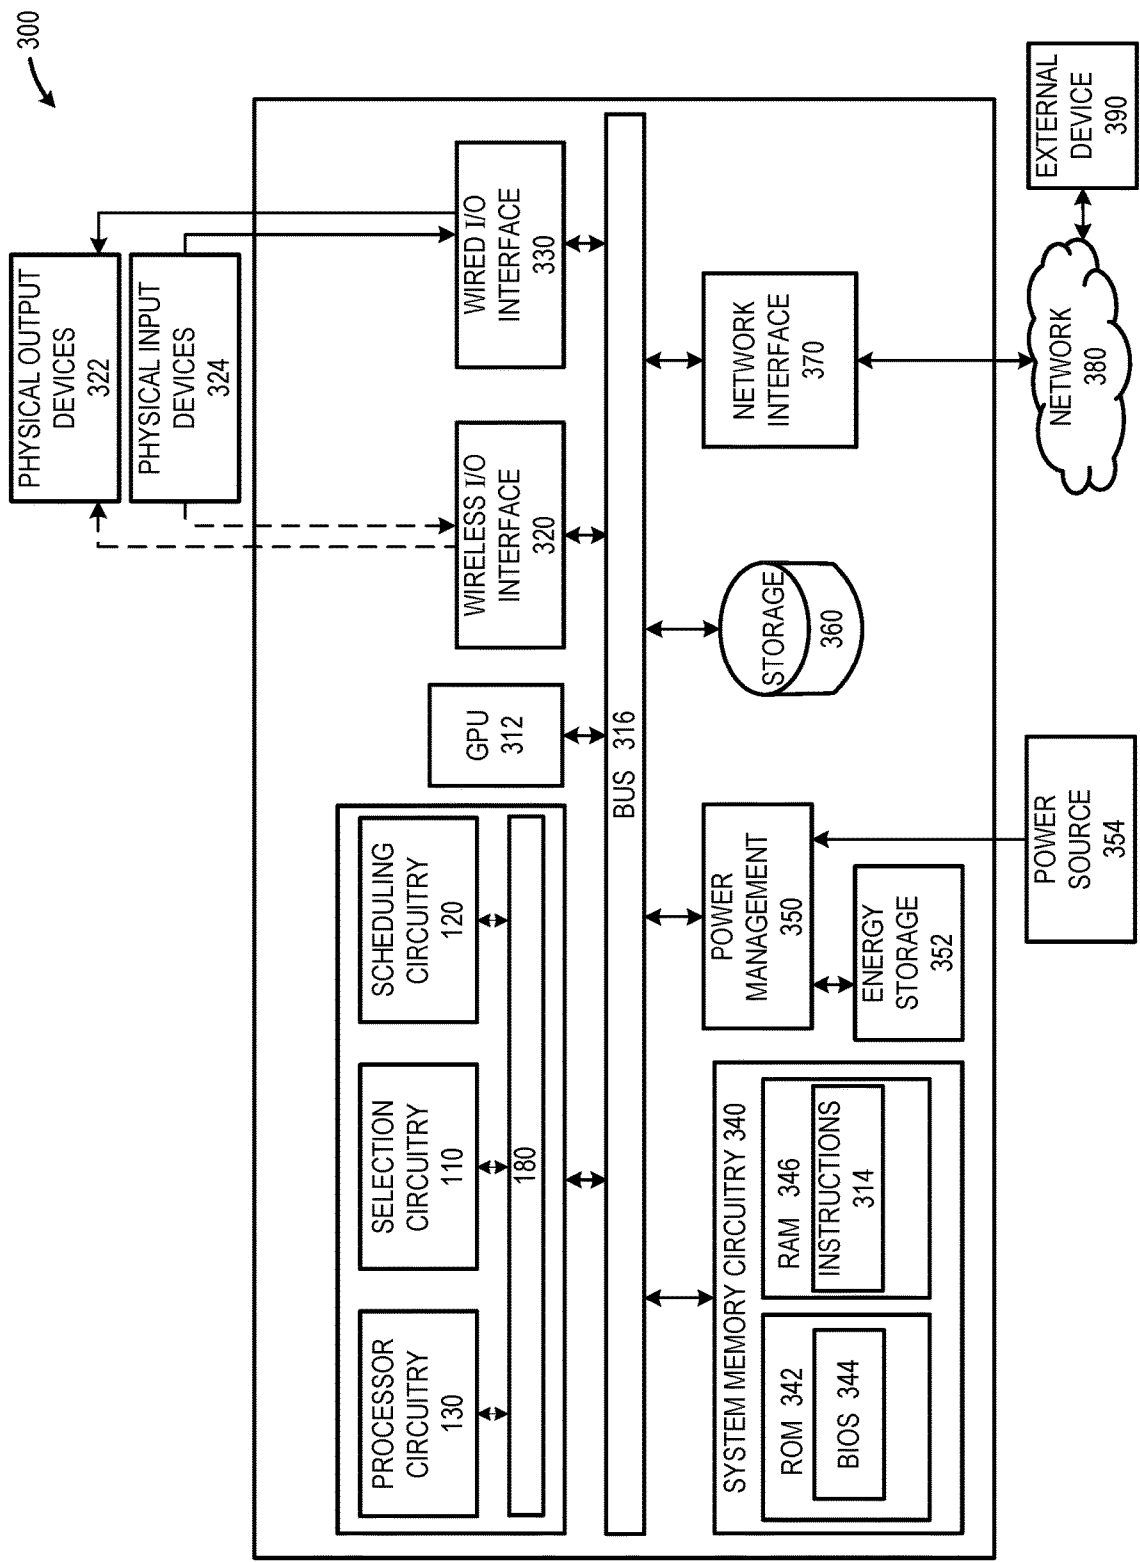 300
PHYSICAL OUTPUT
DEVICES
322
PHYSICAL INPUT
DEVICES
324
PROCESSOR
CIRCUITRY
130
SELECTION
CIRCUITRY
110
SCHEDULING
CIRCUITRY
120
180
GPU
312
WIRELESS I/O
INTERFACE
320
WIRED I/O
INTERFACE
330
BUS 316
SYSTEM MEMORY CIRCUITRY 340
ROM 342
BIOS 344
RAM 346
INSTRUCTIONS
314
POWER
MANAGEMENT
350
ENERGY
STORAGE
352
STORAGE
360
NETWORK
INTERFACE
370
POWER
SOURCE
354
NETWORK
380
EXTERNAL
DEVICE
390